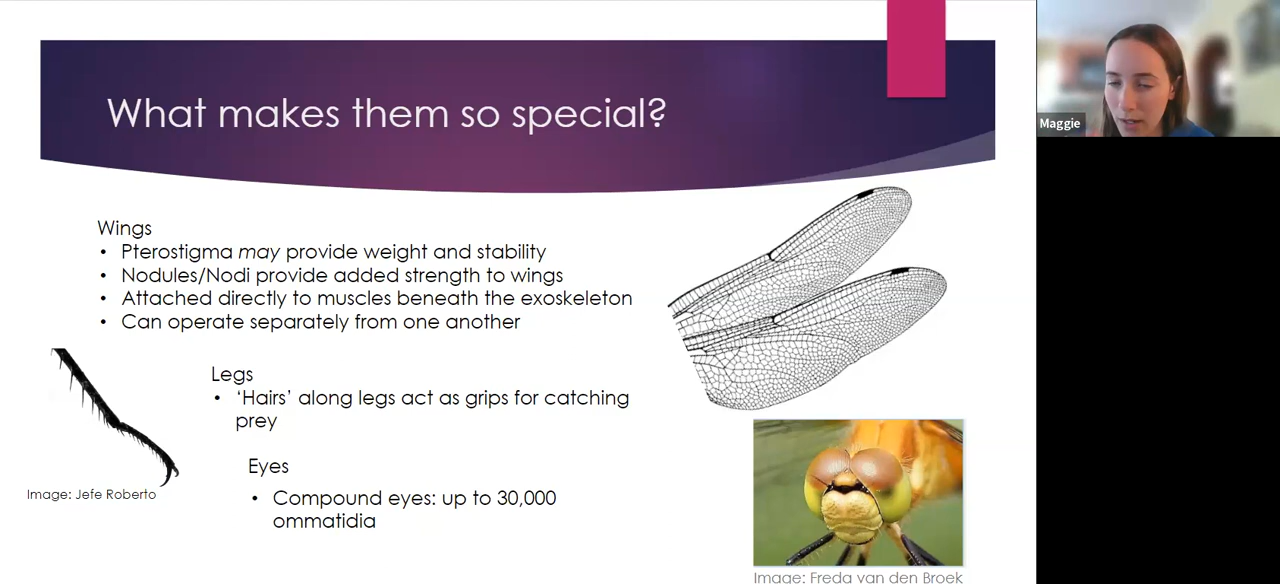 What makes them so special?
Maggie
Wings
• Pterostigma may provide weight and stability
• Nodules/Nodi provide added strength to wings
• Attached directly to muscles beneath the exoskeleton
• Can operate separately from one another
Legs
• ‘Hairs’ along legs act as grips for catching
prey
Eyes
• Compound eyes: up to 30,000
ommatidia
Image: Jefe Roberto
Image: Freda van den Broek